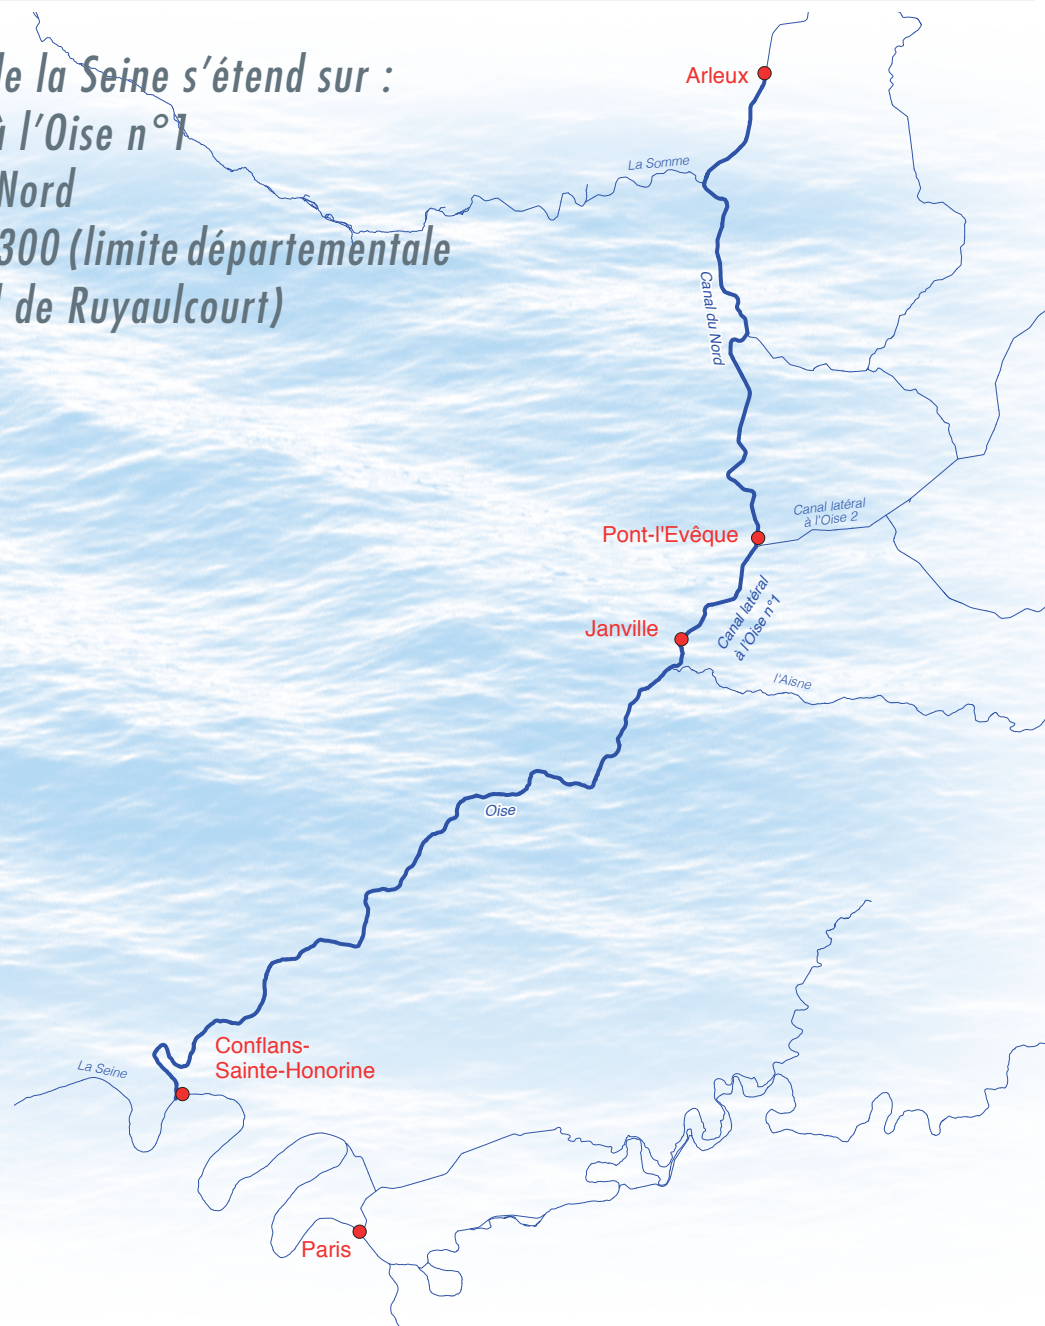 de la Seine s’étend sur :
à l’Oise n°1
Nord
300 (limite départementale
de Ruyaulcourt)
Arleux
La Somme
Canal du Nord
Canal latéral
à l'Oise 2
Pont-l'Evêque
Canal latéral
à l'Oise n°1
Janville
l'Aisne
Oise
Conflans-
Sainte-Honorine
La Seine
Paris